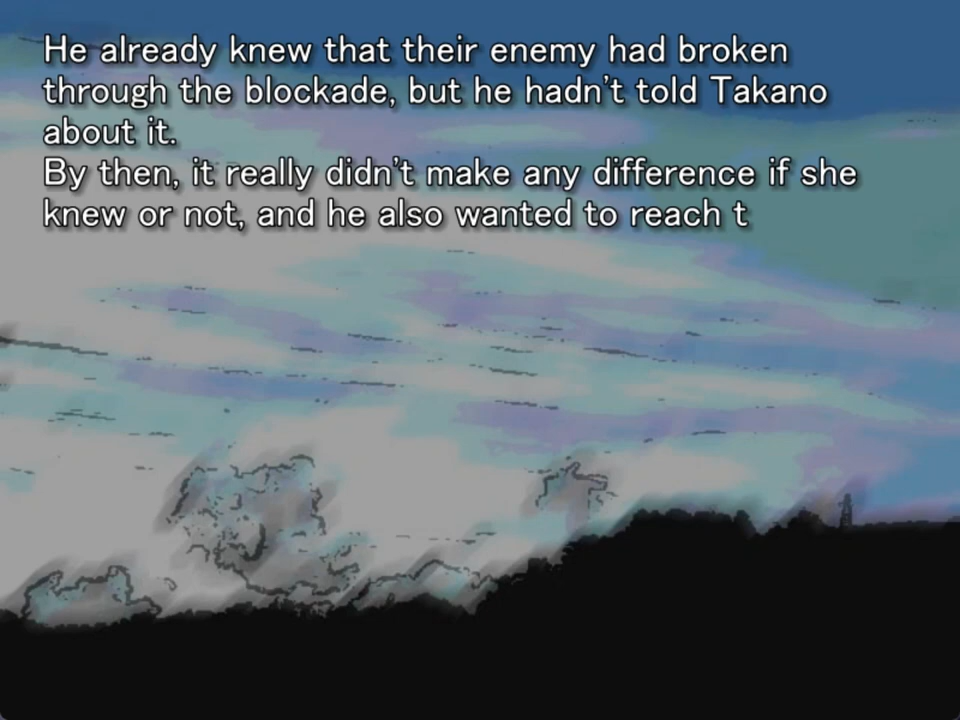 He already knew that their enemy had broken
through the blockade, but he hadn't told Takano
about it.
By then, it really didn't make any difference if she
knew or not, and he also wanted to reach t